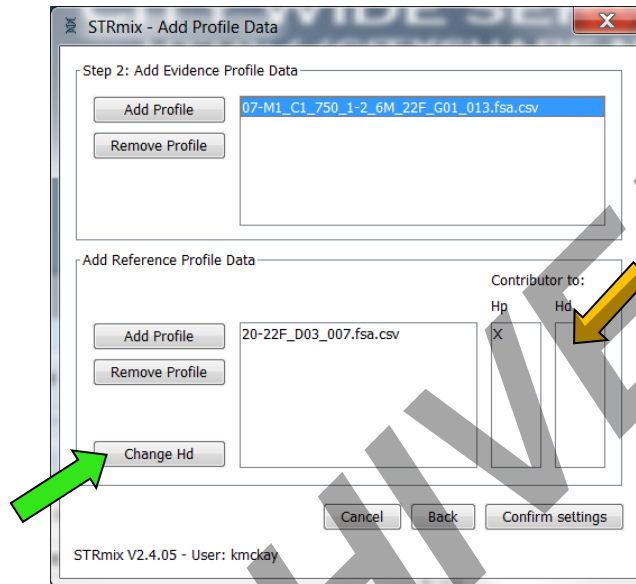 STRmix - Add Profile Data
X
Step 2: Add Evidence Profile Data
Add Profile
07-M1_C1_750_1-2_6M_22F_G01_013.fsa.csv
Remove Profile
Add Reference Profile Data
Contributor to:
Hp Hd
Add Profile
20-22F_D03_007.fsa.csv
X
Remove Profile
Change Hd
Cancel Back Confirm settings
STRmix V2.4.05 - User: kmckay